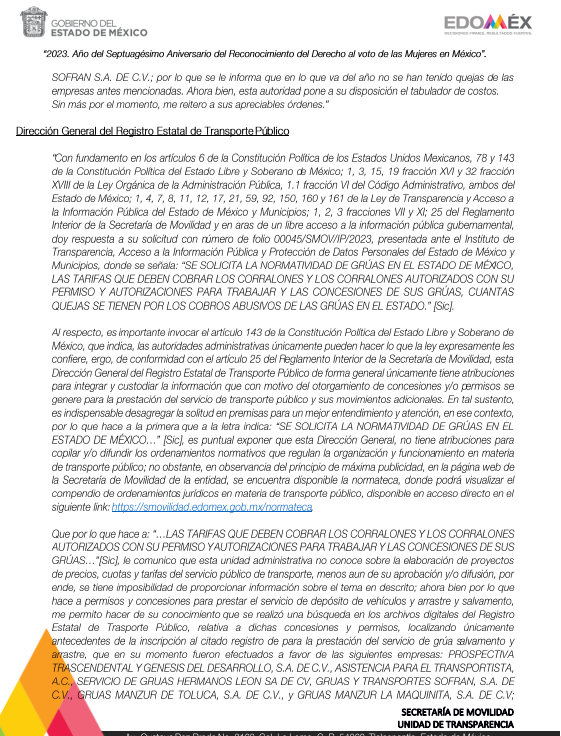 GOBIERNO DEL
ESTADO DE MÉXICO
EDOMÉX
DECISIONES FIRMES, RESULTADOS FUERTES.
"2023. Año del Septuagésimo Aniversario del Reconocimiento del Derecho al voto de las Mujeres en México".
SOFRAN S.A. DE C.V.; por lo que se le informa que en lo que va del año no se han tenido quejas de las
empresas antes mencionadas. Ahora bien, esta autoridad pone a su disposición el tabulador de costos.
Sin más por el momento, me reitero a sus apreciables órdenes."
Dirección General del Registro Estatal de Transporte Público
"Con fundamento en los artículos 6 de la Constitución Política de los Estados Unidos Mexicanos, 78 y 143
de la Constitución Política del Estado Libre y Soberano de México; 1, 3, 15, 19 fracción XVI y 32 fracción
XVIII de la Ley Orgánica de la Administración Pública, 1.1 fracción VI del Código Administrativo, ambos del
Estado de México; 1, 4, 7, 8, 11, 12, 17, 21, 59, 92, 150, 160 y 161 de la Ley de Transparencia y Acceso a
la Información Pública del Estado de México y Municipios; 1, 2, 3 fracciones VII y XI; 25 del Reglamento
Interior de la Secretaría de Movilidad y en aras de un libre acceso a la información pública gubernamental,
doy respuesta a su solicitud con número de folio 00045/SMOV/IP/2023, presentada ante el Instituto de
Transparencia, Acceso a la Información Pública y Protección de Datos Personales del Estado de México y
Municipios, donde se señala: "SE SOLICITA LA NORMATIVIDAD DE GRÚAS EN EL ESTADO DE MÉXICO,
LAS TARIFAS QUE DEBEN COBRAR LOS CORRALONES Y LOS CORRALONES AUTORIZADOS CON SU
PERMISO Y AUTORIZACIONES PARA TRABAJAR Y LAS CONCESIONES DE SUS GRÚAS, CUANTAS
QUEJAS SE TIENEN POR LOS COBROS ABUSIVOS DE LAS GRÚAS EN EL ESTADO." [Sic].
Al respecto, es importante invocar el artículo 143 de la Constitución Política del Estado Libre y Soberano de
México, que indica, las autoridades administrativas únicamente pueden hacer lo que la ley expresamente les
confiere, ergo, de conformidad con el artículo 25 del Reglamento Interior de la Secretaría de Movilidad, esta
Dirección General del Registro Estatal de Transporte Público de forma general únicamente tiene atribuciones
para integrar y custodiar la información que con motivo del otorgamiento de concesiones y/o permisos se
genere para la prestación del servicio de transporte público y sus movimientos adicionales. En tal sustento,
es indispensable desagregar la solitud en premisas para un mejor entendimiento y atención, en ese contexto,
por lo que hace a la primera que a la letra indica: "SE SOLICITA LA NORMATIVIDAD DE GRÚAS EN EL
ESTADO DE MÉXICO…" [Sic], es puntual exponer que esta Dirección General, no tiene atribuciones para
copilar y/o difundir los ordenamientos normativos que regulan la organización y funcionamiento en materia
de transporte público; no obstante, en observancia del principio de máxima publicidad, en la página web de
la Secretaría de Movilidad de la entidad, se encuentra disponible la normateca, donde podrá visualizar el
compendio de ordenamientos jurídicos en materia de transporte público, disponible en acceso directo en el
siguiente link: https://smovilidad.edomex.gob.mx/normateca.
Que por lo que hace a: "…LAS TARIFAS QUE DEBEN COBRAR LOS CORRALONES Y LOS CORRALONES
AUTORIZADOS CON SU PERMISO Y AUTORIZACIONES PARA TRABAJAR Y LAS CONCESIONES DE SUS
GRÚAS…"[Sic], le comunico que esta unidad administrativa no conoce sobre la elaboración de proyectos
de precios, cuotas y tarifas del servicio público de transporte, menos aun de su aprobación y/o difusión, por
ende, se tiene imposibilidad de proporcionar información sobre el tema en descrito; ahora bien por lo que
hace a permisos y concesiones para prestar el servicio de depósito de vehículos y arrastre y salvamento,
me permito hacer de su conocimiento que se realizó una búsqueda en los archivos digitales del Registro
Estatal de Trasporte Público, relativa a dichas concesiones y permisos, localizando únicamente
antecedentes de la inscripción al citado registro de para la prestación del servicio de grúa salvamento y
arrastre, que en su momento fueron efectuados a favor de las siguientes empresas: PROSPECTIVA
TRASCENDENTAL Y GENESIS DEL DESARROLLO, S.A. DE C.V., ASISTENCIA PARA EL TRANSPORTISTA,
A.C., SERVICIO DE GRUAS HERMANOS LEON SA DE CV, GRUAS Y TRANSPORTES SOFRAN, S.A. DE
C.V., GRUAS MANZUR DE TOLUCA, S.A. DE C.V., y GRUAS MANZUR LA MAQUINITA, S.A. DE C.V;
SECRETARÍA DE MOVILIDAD
UNIDAD DE TRANSPARENCIA